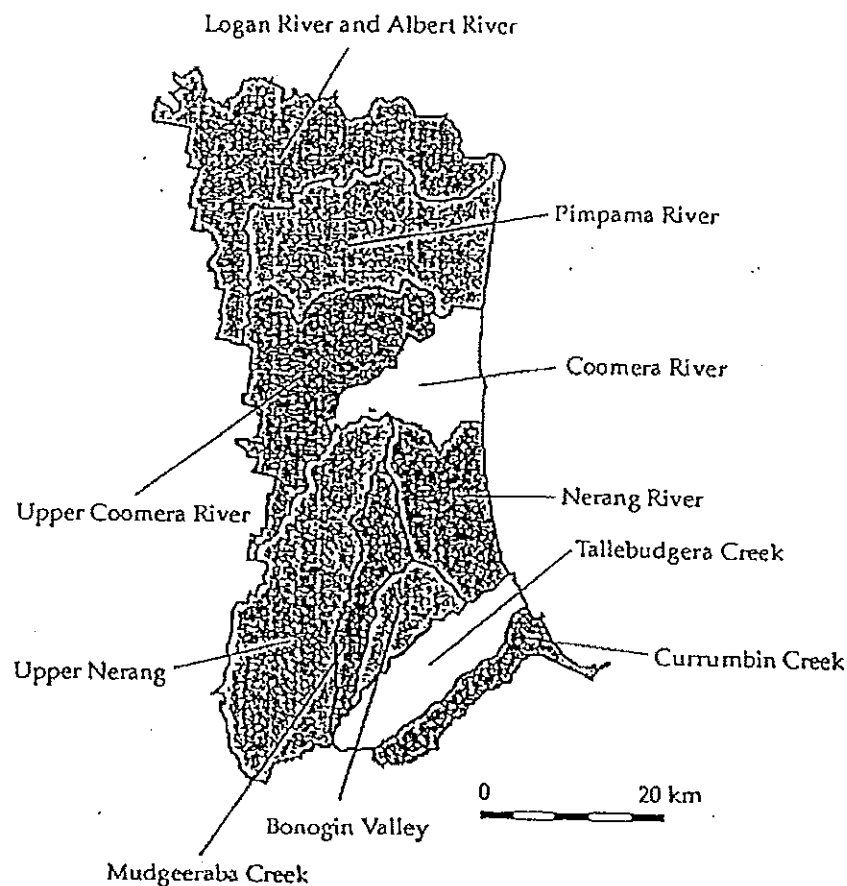 Logan River and Albert River
Pimpama River
Coomera River
Upper Coomera River
Nerang River
Tallebudgera Creek
Upper Nerang
Currumbin Creek
0 20 km
Bonogin Valley
Mudgeeraba Creek